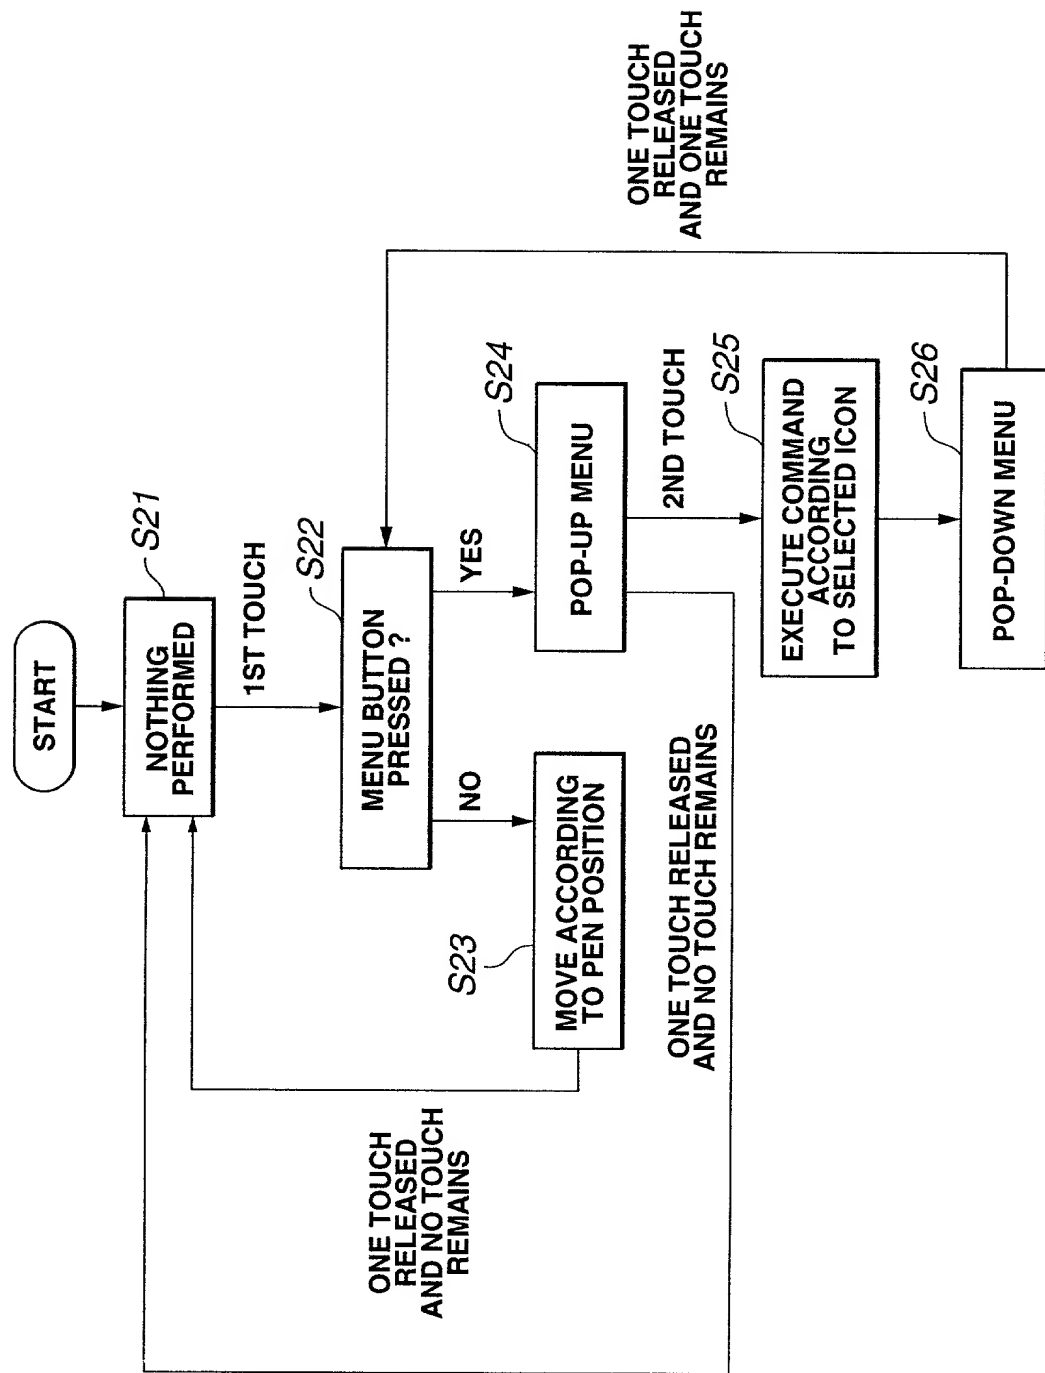 START
S21
NOTHING
PERFORMED
1ST TOUCH
S22
MENU BUTTON
PRESSED ?
NO
YES
S23
MOVE ACCORDING
TO PEN POSITION
S24
POP-UP MENU
ONE TOUCH
RELEASED
AND NO TOUCH
REMAINS
ONE TOUCH RELEASED
AND NO TOUCH REMAINS
2ND TOUCH
ONE TOUCH
RELEASED
AND ONE TOUCH
REMAINS
S25
EXECUTE COMMAND
ACCORDING
TO SELECTED ICON
S26
POP-DOWN MENU